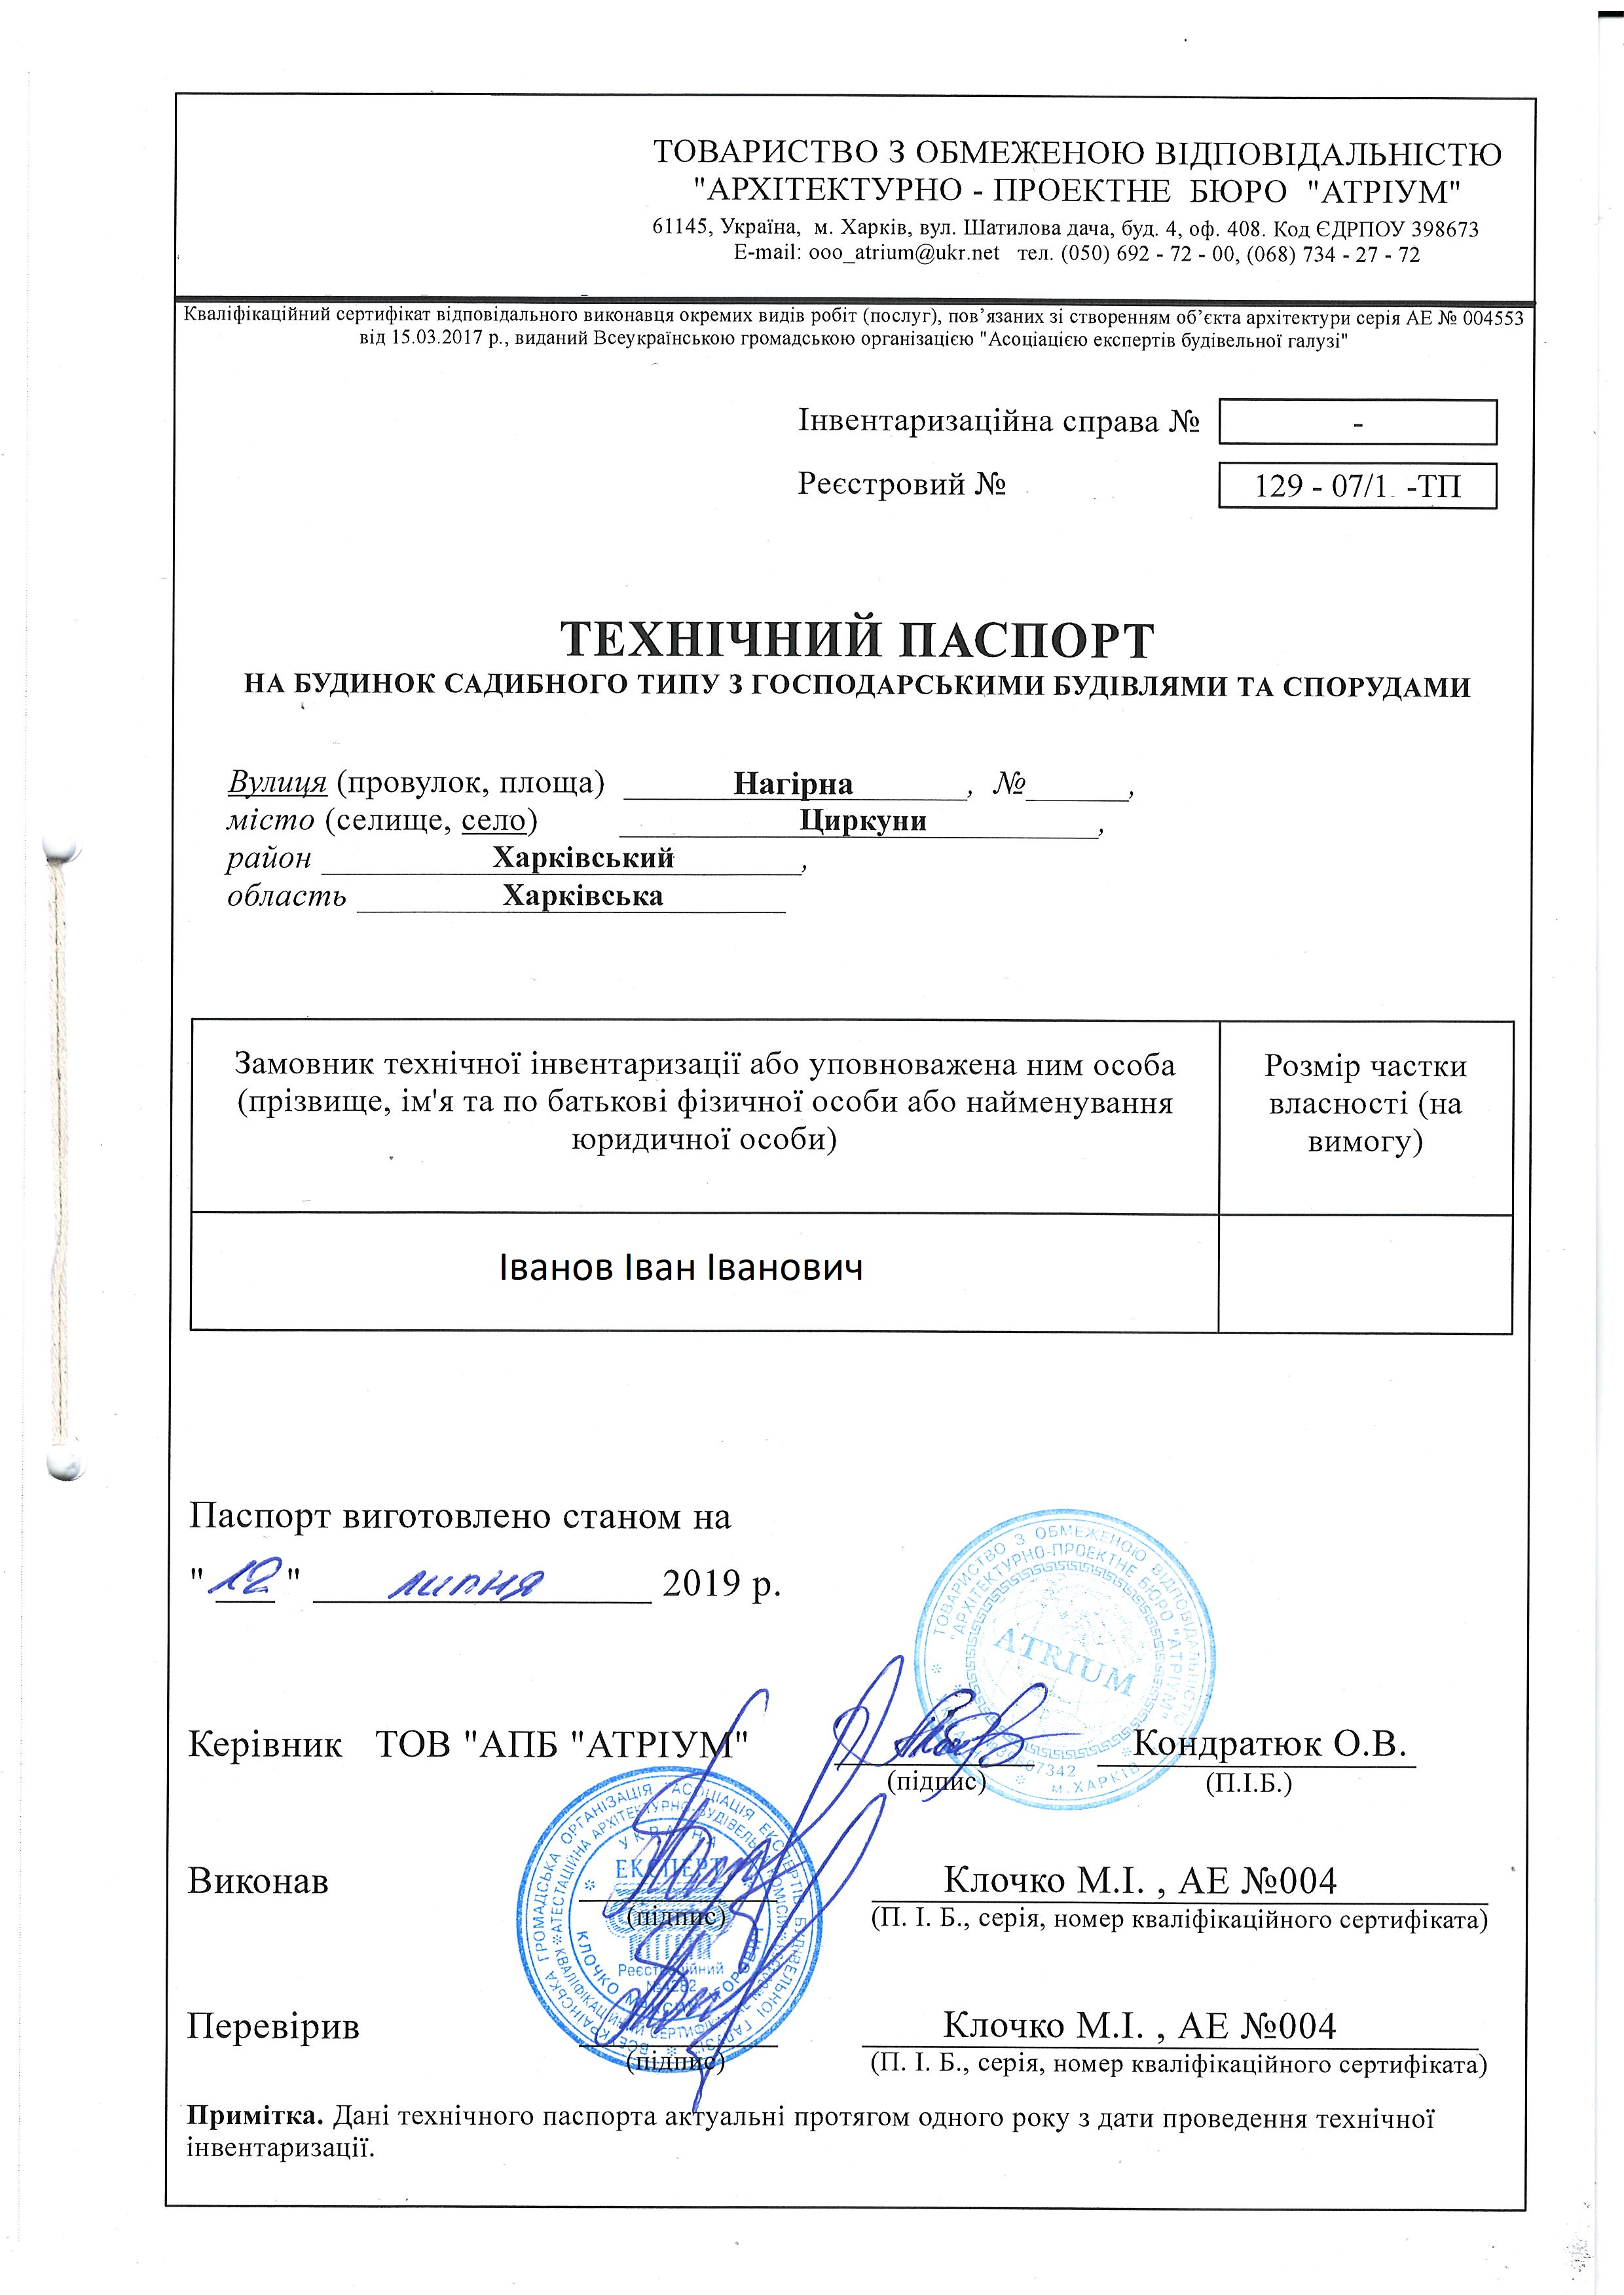 ТОВАРИСТВО З ОБМЕЖЕНОЮ ВІДПОВІДАЛЬНІСТЮ
"АРХІТЕКТУРНО - ПРОЕКТНЕ БЮРО "АТРІУМ"
61145, Україна, м. Харків, вул. Шатилова дача, буд. 4, оф. 408. Код ЄДРПОУ 398673
E-mail: ooo_atrium@ukr.net тел. (050) 692 - 72 - 00, (068) 734 - 27 - 72
Кваліфікаційний сертифікат відповідального виконавця окремих видів робіт (послуг), пов’язаних зі створенням об’єкта архітектури серія АЕ № 004553
від 15.03.2017 р., виданий Всеукраїнською громадською організацією "Асоціацією експертів будівельної галузі"
Інвентаризаційна справа № -
Реєстровий № 129 - 07/1 -ТП
ТЕХНІЧНИЙ ПАСПОРТ
НА БУДИНОК САДИБНОГО ТИПУ З ГОСПОДАРСЬКИМИ БУДІВЛЯМИ ТА СПОРУДАМИ
Вулиця (провулок, площа) Нагірна, №______,
місто (селище, село) Циркуни,
район Харківський,
область Харківська
Замовник технічної інвентаризації або уповноважена ним особа
(прізвище, ім'я та по батькові фізичної особи або найменування
юридичної особи)
Розмір частки
власності (на
вимогу)
Іванов Іван Іванович
Паспорт виготовлено станом на
"12" липня 2019 р.
ТОВАРИСТВО З ОБМЕЖЕНОЮ ВІДПОВІДАЛЬНІСТЮ
"АРХІТЕКТУРНО-ПРОЕКТНЕ БЮРО "АТРІУМ"
ATRIUM
м.ХАРКІВ
Керівник ТОВ "АПБ "АТРІУМ" Кондратюк О.В.
(підпис) (П.І.Б.)
ВСЕУКРАЇНСЬКА ГРОМАДСЬКА ОРГАНІЗАЦІЯ "АСОЦІАЦІЯ ЕКСПЕРТІВ БУДІВЕЛЬНОЇ ГАЛУЗІ"
АТЕСТАЦІЙНА АРХІТЕКТУРНО-БУДІВЕЛЬНА КОМІСІЯ
КВАЛІФІКАЦІЙНИЙ СЕРТИФІКАТ
УКРАЇНА
ЕКСПЕРТ
Реєстраційний
№4282
КЛОЧКО
Виконав Клочко М.І. , АЕ №004
(підпис) (П. І. Б., серія, номер кваліфікаційного сертифіката)
Перевірив Клочко М.І. , АЕ №004
(підпис) (П. І. Б., серія, номер кваліфікаційного сертифіката)
Примітка. Дані технічного паспорта актуальні протягом одного року з дати проведення технічної
інвентаризації.